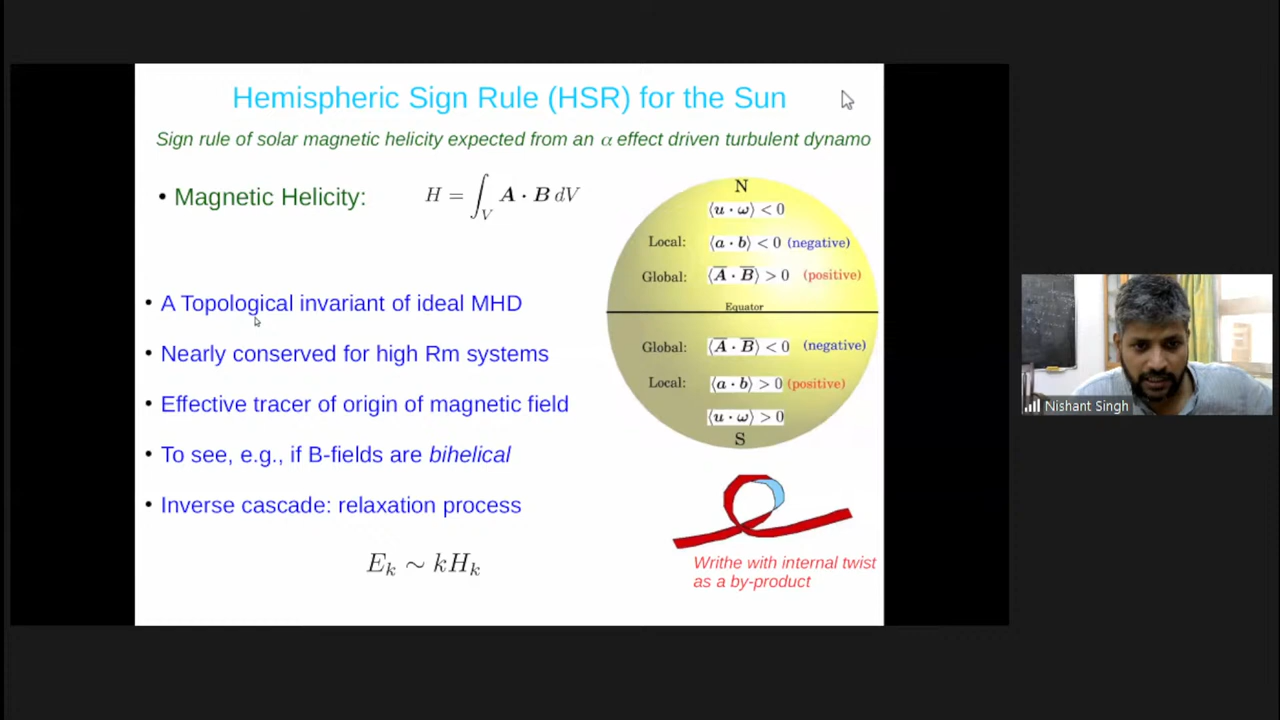 Hemispheric Sign Rule (HSR) for the Sun
Sign rule of solar magnetic helicity expected from an α effect driven turbulent dynamo
• Magnetic Helicity: H = ∫_V A · B dV
• A Topological invariant of ideal MHD
• Nearly conserved for high Rm systems
• Effective tracer of origin of magnetic field
• To see, e.g., if B-fields are bihelical
• Inverse cascade: relaxation process
E_k ∼ kH_k
N
⟨u · ω⟩ < 0
Local: ⟨a · b⟩ < 0 (negative)
Global: ⟨A̅ · B̅⟩ > 0 (positive)
Equator
Global: ⟨A̅ · B̅⟩ < 0 (negative)
Local: ⟨a · b⟩ > 0 (positive)
⟨u · ω⟩ > 0
S
Writhe with internal twist
as a by-product
Nishant Singh